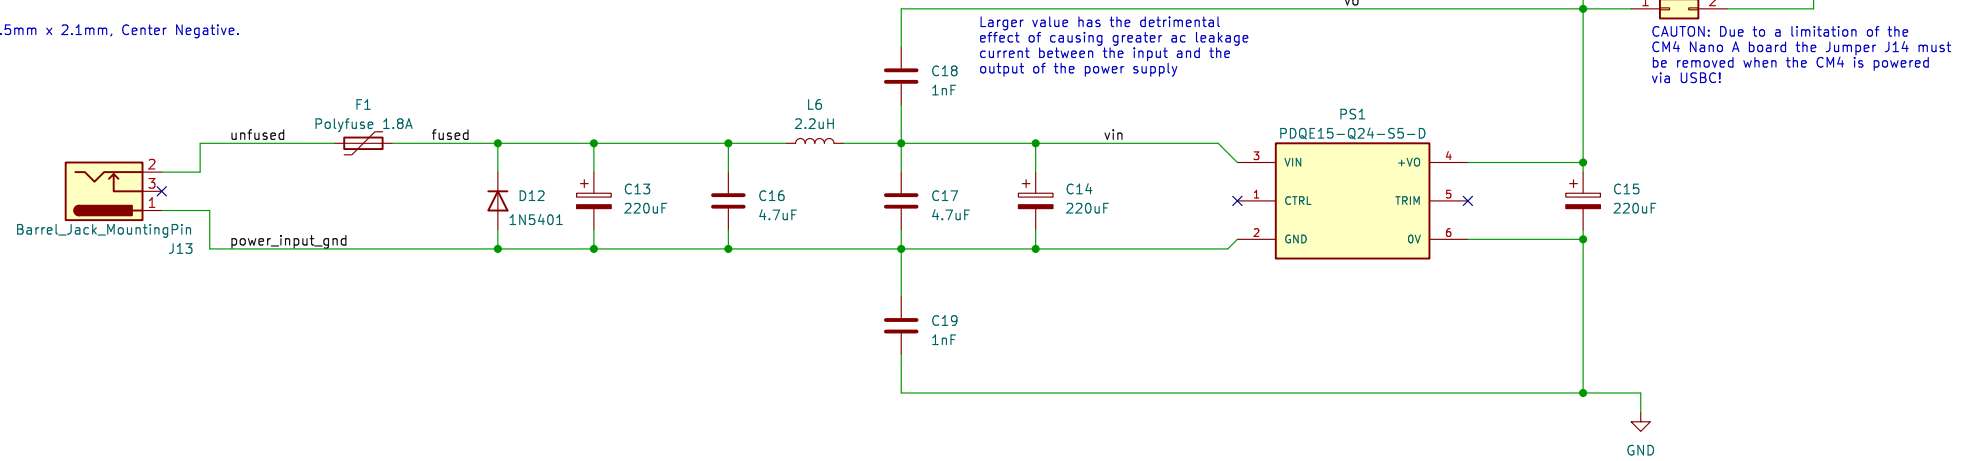 vo
1
2
.5mm x 2.1mm, Center Negative.
Larger value has the detrimental
effect of causing greater ac leakage
current between the input and the
output of the power supply
CAUTON: Due to a limitation of the
CM4 Nano A board the Jumper J14 must
be removed when the CM4 is powered
via USBC!
C18
1nF
F1
Polyfuse 1.8A
unfused
fused
L6
2.2uH
vin
PS1
PDQE15-Q24-S5-D
2
3
1
Barrel_Jack_MountingPin
J13
power_input_gnd
D12
1N5401
C13
220uF
C16
4.7uF
C17
4.7uF
C14
220uF
3
VIN
1
CTRL
2
GND
+VO
4
TRIM
5
0V
6
C15
220uF
C19
1nF
GND